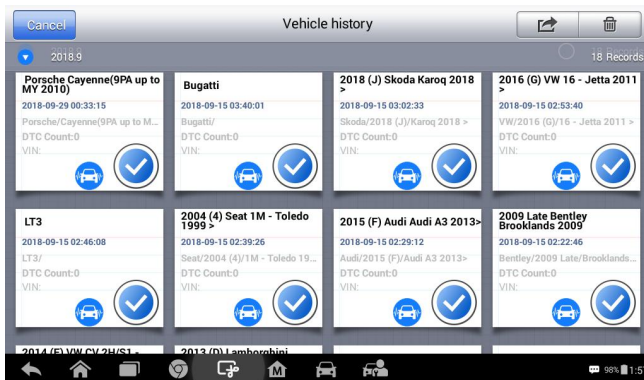 Cancel
Vehicle history
2018.9
18 Records
Porsche Cayenne(9PA up to
MY 2010)
2018-09-29 00:33:15
Porsche/Cayenne(9PA up to M...
DTC Count:0
VIN:
Bugatti
2018-09-15 03:40:01
Bugatti/
DTC Count:0
VIN:
2018 (J) Skoda Karoq 2018
>
2018-09-15 03:02:33
Skoda/2018 (J)/Karoq 2018 >
DTC Count:0
VIN:
2016 (G) VW 16 - Jetta 2011
>
2018-09-15 02:53:40
VW/2016 (G)/16 - Jetta 2011 >
DTC Count:0
VIN:
LT3
2018-09-15 02:46:08
LT3/
DTC Count:0
VIN:
2004 (4) Seat 1M - Toledo
1999 >
2018-09-15 02:39:26
Seat/2004 (4)/1M - Toledo 19...
DTC Count:0
VIN:
2015 (F) Audi Audi A3 2013>
2018-09-15 02:29:12
Audi/2015 (F)/Audi A3 2013>
DTC Count:0
VIN:
2009 Late Bentley
Brooklands 2009
2018-09-15 02:22:46
Bentley/2009 Late/Brooklands...
DTC Count:0
VIN:
2014 (E) VW CV 2H/S1 -
2013 (D) Lamborghini
M
98%